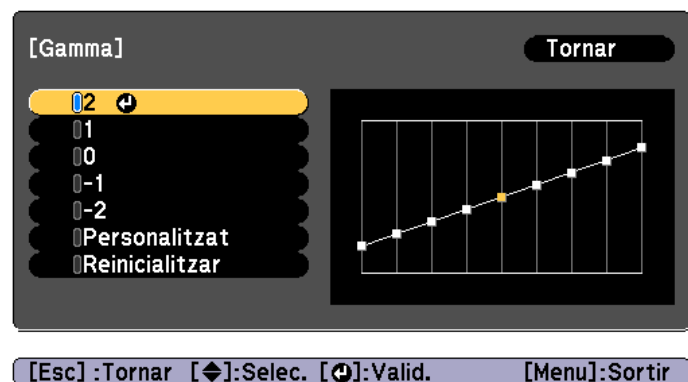 [Gamma]
Tornar
2
1
0
-1
-2
Personalitzat
Reinicialitzar
[Esc] :Tornar [◆]:Selec. [↵]:Valid. [Menu]:Sortir